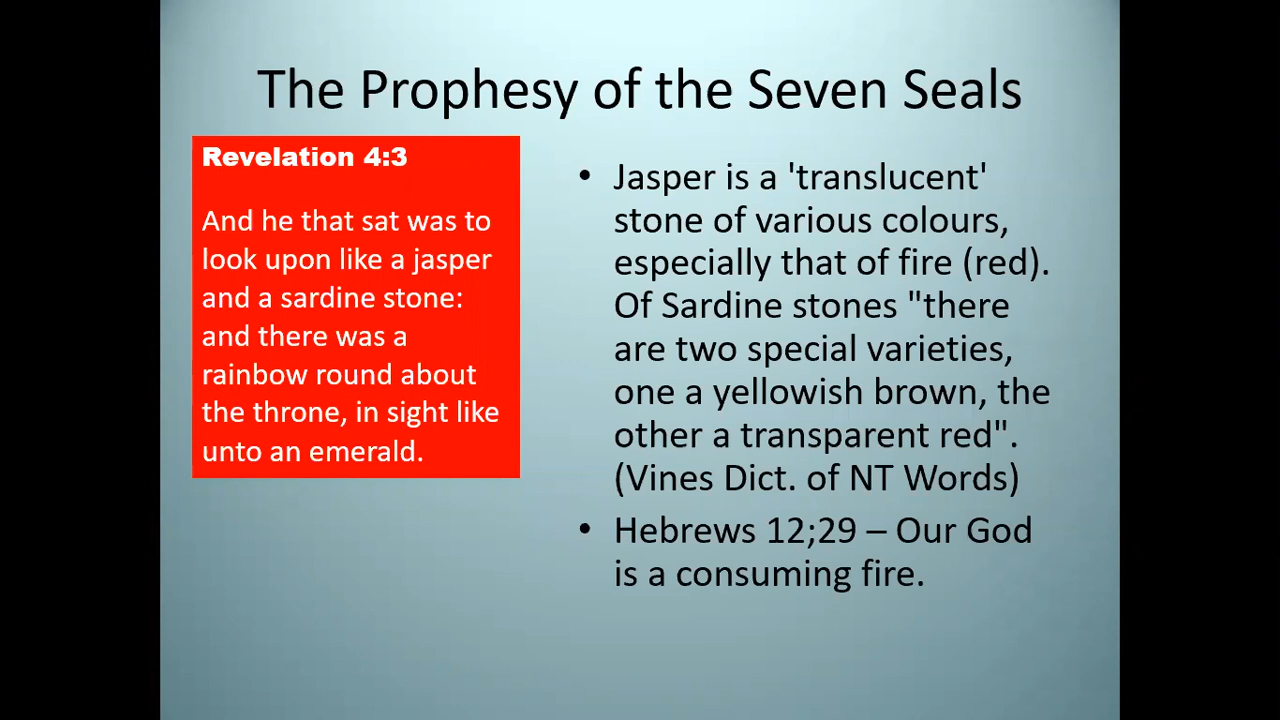 The Prophesy of the Seven Seals
Revelation 4:3
And he that sat was to
look upon like a jasper
and a sardine stone:
and there was a
rainbow round about
the throne, in sight like
unto an emerald.
• Jasper is a 'translucent'
stone of various colours,
especially that of fire (red).
Of Sardine stones "there
are two special varieties,
one a yellowish brown, the
other a transparent red".
(Vines Dict. of NT Words)
• Hebrews 12;29 – Our God
is a consuming fire.